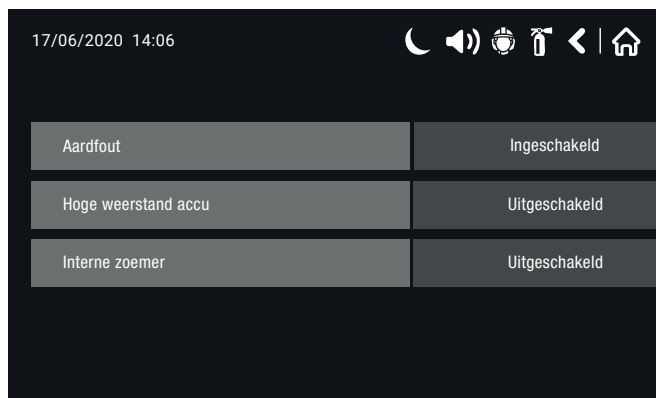 17/06/2020 14:06
Aardfout Ingeschakeld
Hoge weerstand accu Uitgeschakeld
Interne zoemer Uitgeschakeld